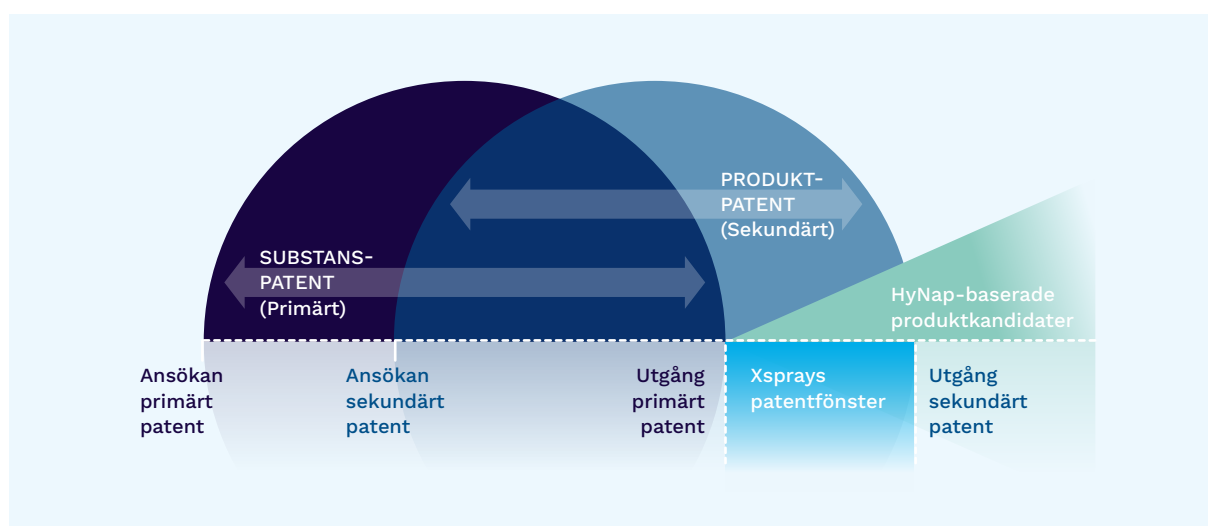 PRODUKT-
PATENT
(Sekundärt)
SUBSTANS-
PATENT
(Primärt)
HyNap-baserade
produktkandidater
Ansökan
primärt
patent
Ansökan
sekundärt
patent
Utgång
primärt
patent
Xsprays
patentfönster
Utgång
sekundärt
patent